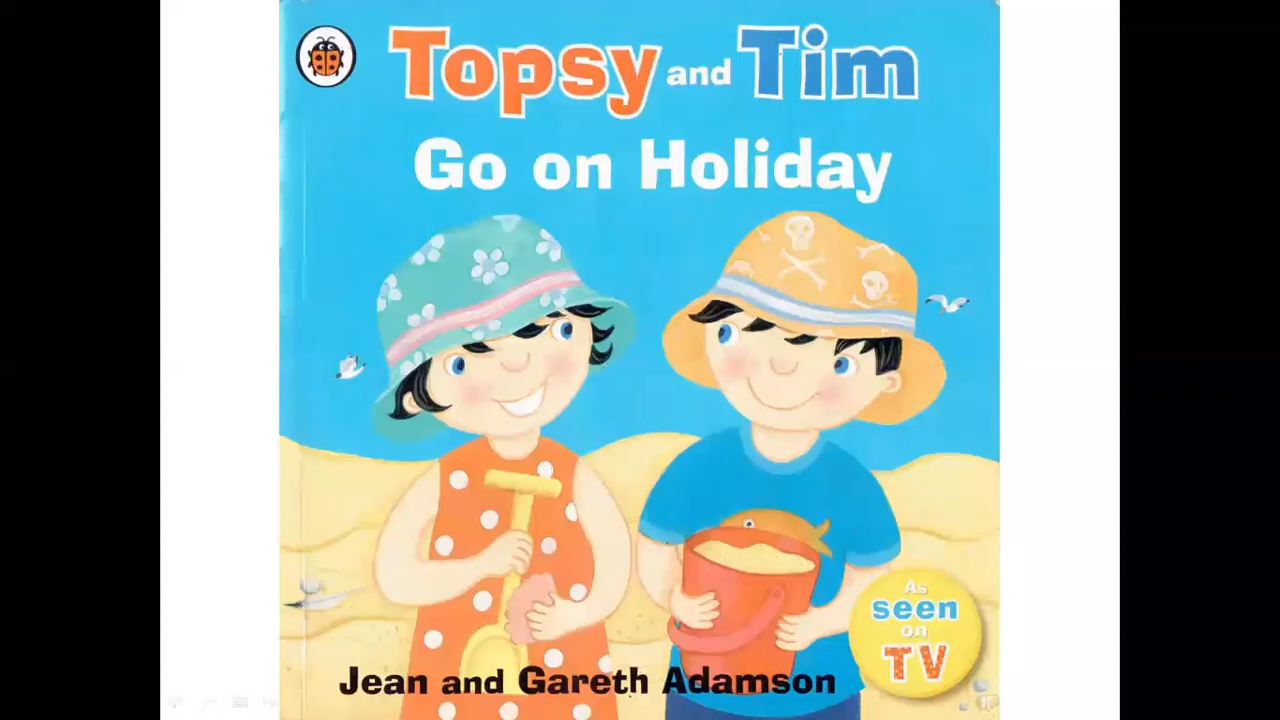 Topsy and Tim
Go on Holiday
As
seen
on
TV
Jean and Gareth Adamson